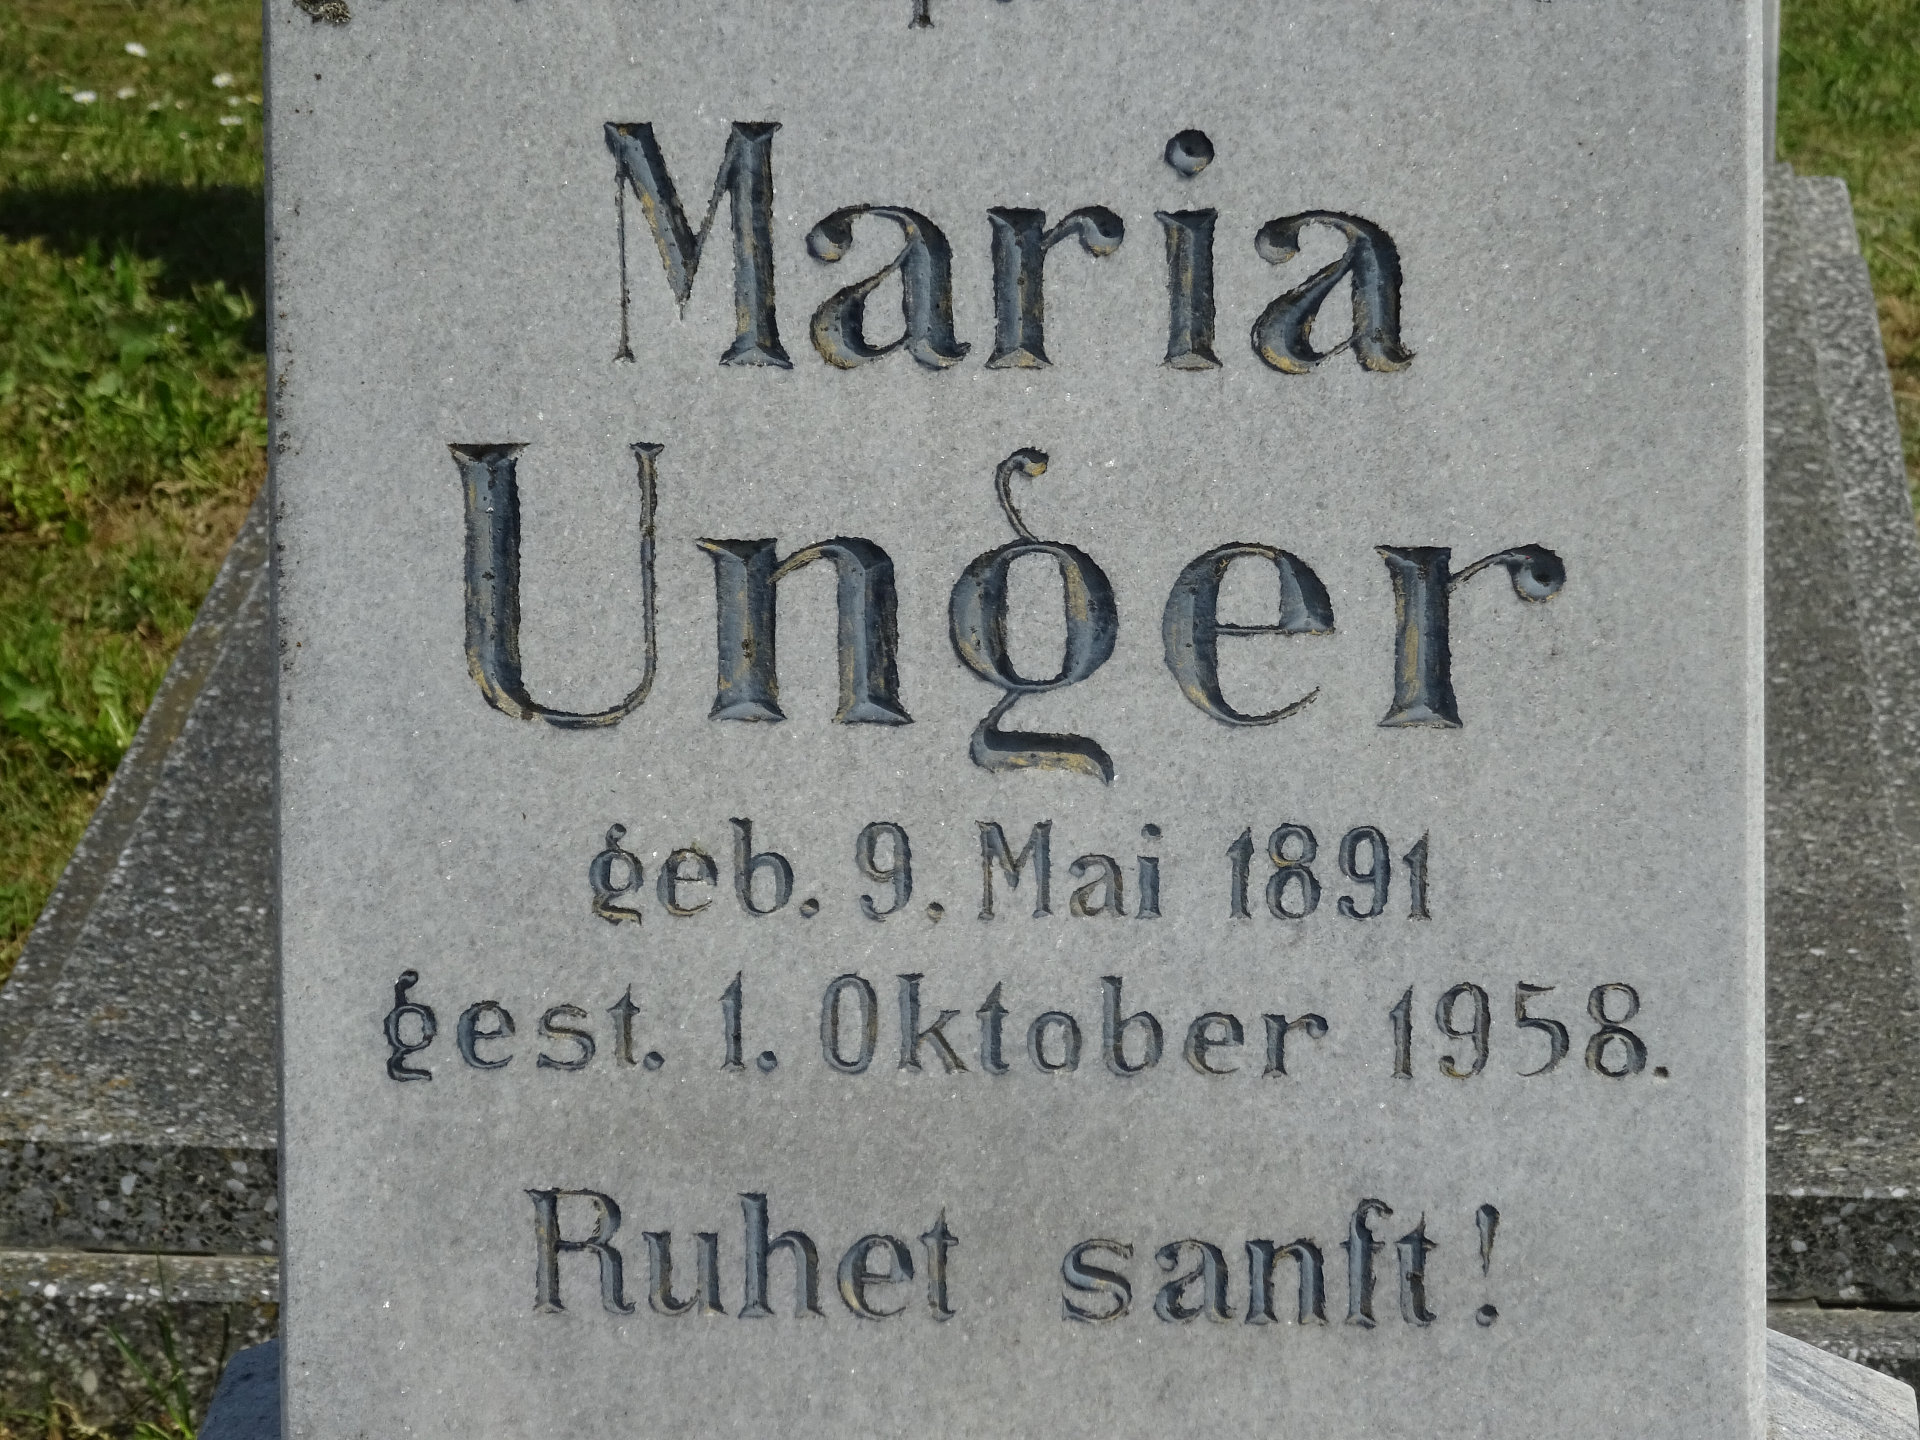 Maria
Unger
geb. 9. Mai 1891
gest. 1. Oktober 1958.
Ruhet sanft!